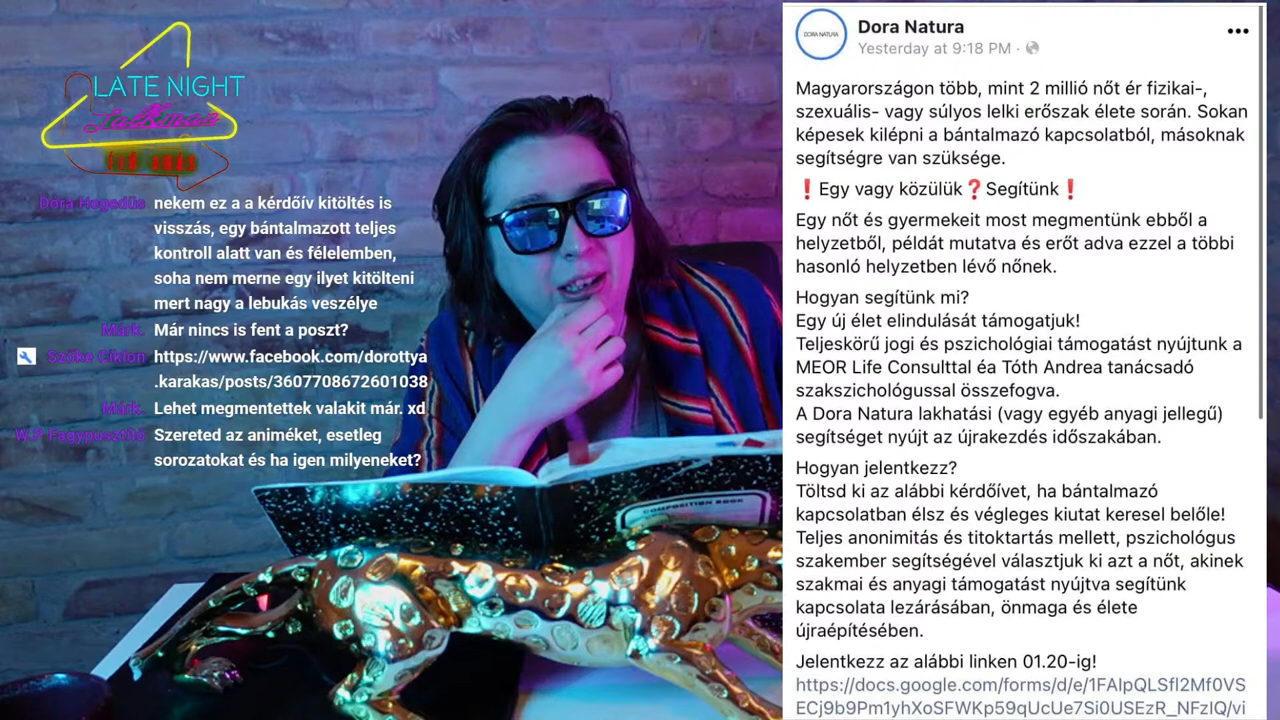 LATE NIGHT
Talkman
ÉLŐ ADÁS
Dóra Hegedűs nekem ez a a kérdőív kitöltés is
visszás, egy bántalmazott teljes
kontroll alatt van és félelemben,
soha nem merne egy ilyet kitölteni
mert nagy a lebukás veszélye
Márk. Már nincs is fent a poszt?
Szőke Ciklon https://www.facebook.com/dorottya
.karakas/posts/3607708672601038
Márk. Lehet megmentettek valakit már. xd
W.P Fagypusztító Szereted az animéket, esetleg
sorozatokat és ha igen milyeneket?
COMPOSITION BOOK
DORA NATURA
Dora Natura
Yesterday at 9:18 PM ·
Magyarországon több, mint 2 millió nőt ér fizikai-,
szexuális- vagy súlyos lelki erőszak élete során. Sokan
képesek kilépni a bántalmazó kapcsolatból, másoknak
segítségre van szüksége.
❗Egy vagy közülük❓Segítünk❗
Egy nőt és gyermekeit most megmentünk ebből a
helyzetből, példát mutatva és erőt adva ezzel a többi
hasonló helyzetben lévő nőnek.
Hogyan segítünk mi?
Egy új élet elindulását támogatjuk!
Teljeskörű jogi és pszichológiai támogatást nyújtunk a
MEOR Life Consulttal éa Tóth Andrea tanácsadó
szakszichológussal összefogva.
A Dora Natura lakhatási (vagy egyéb anyagi jellegű)
segítséget nyújt az újrakezdés időszakában.
Hogyan jelentkezz?
Töltsd ki az alábbi kérdőívet, ha bántalmazó
kapcsolatban élsz és végleges kiutat keresel belőle!
Teljes anonimitás és titoktartás mellett, pszichológus
szakember segítségével választjuk ki azt a nőt, akinek
szakmai és anyagi támogatást nyújtva segítünk
kapcsolata lezárásában, önmaga és élete
újraépítésében.
Jelentkezz az alábbi linken 01.20-ig!
https://docs.google.com/forms/d/e/1FAIpQLSfl2Mf0VS
ECj9b9Pm1yhXoSFWKp59qUcUe7Si0USEzR_NFzIQ/vi